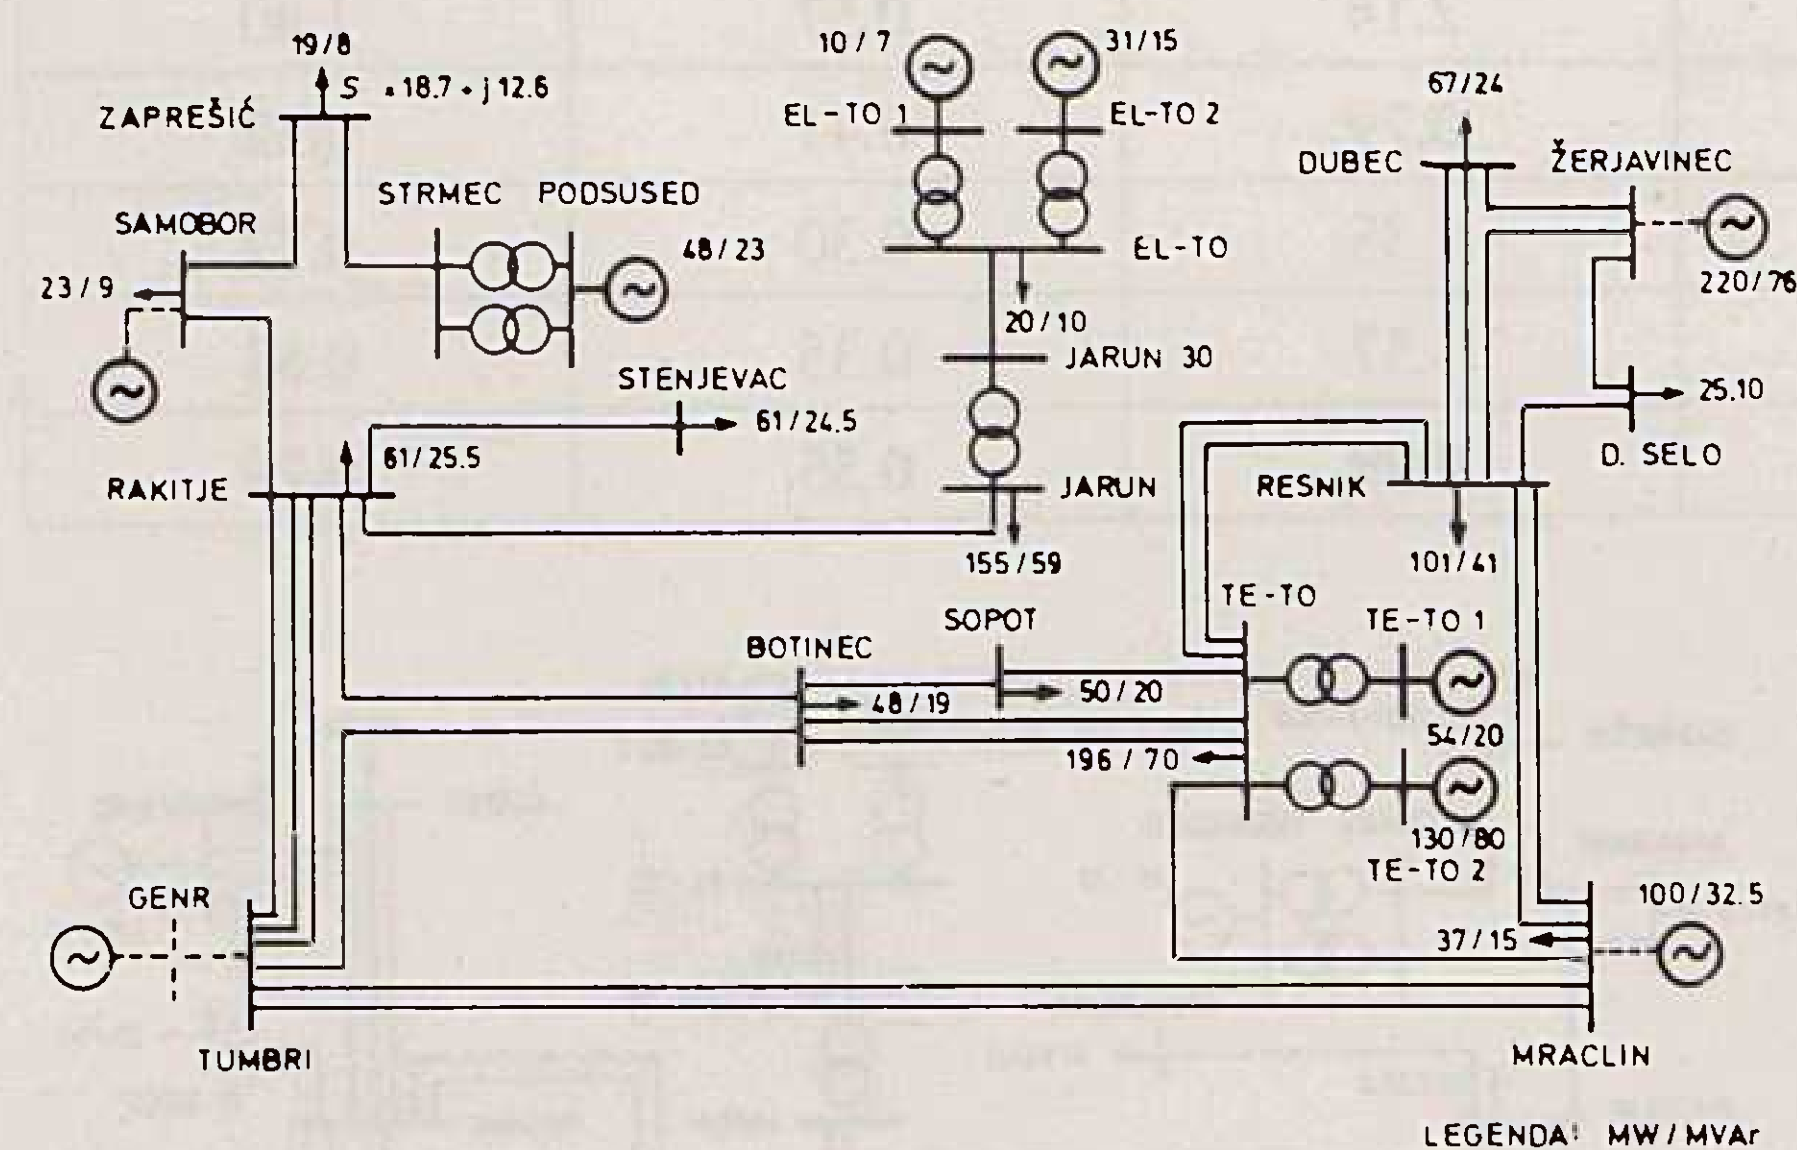 19/8
S = 18.7 + j 12.6
ZAPREŠIĆ
10/7
31/15
EL-TO 1
EL-TO 2
67/24
DUBEC
ŽERJAVINEC
STRMEC
PODSUSED
SAMOBOR
48/23
EL-TO
23/9
220/76
20/10
JARUN 30
STENJEVAC
61/24.5
25.10
61/25.5
D. SELO
RAKITJE
JARUN
RESNIK
155/59
101/41
TE-TO
SOPOT
TE-TO 1
BOTINEC
50/20
48/19
54/20
196 / 70
130/80
TE-TO 2
GENR
100/32.5
37/15
TUMBRI
MRACLIN
LEGENDA: MW / MVAr